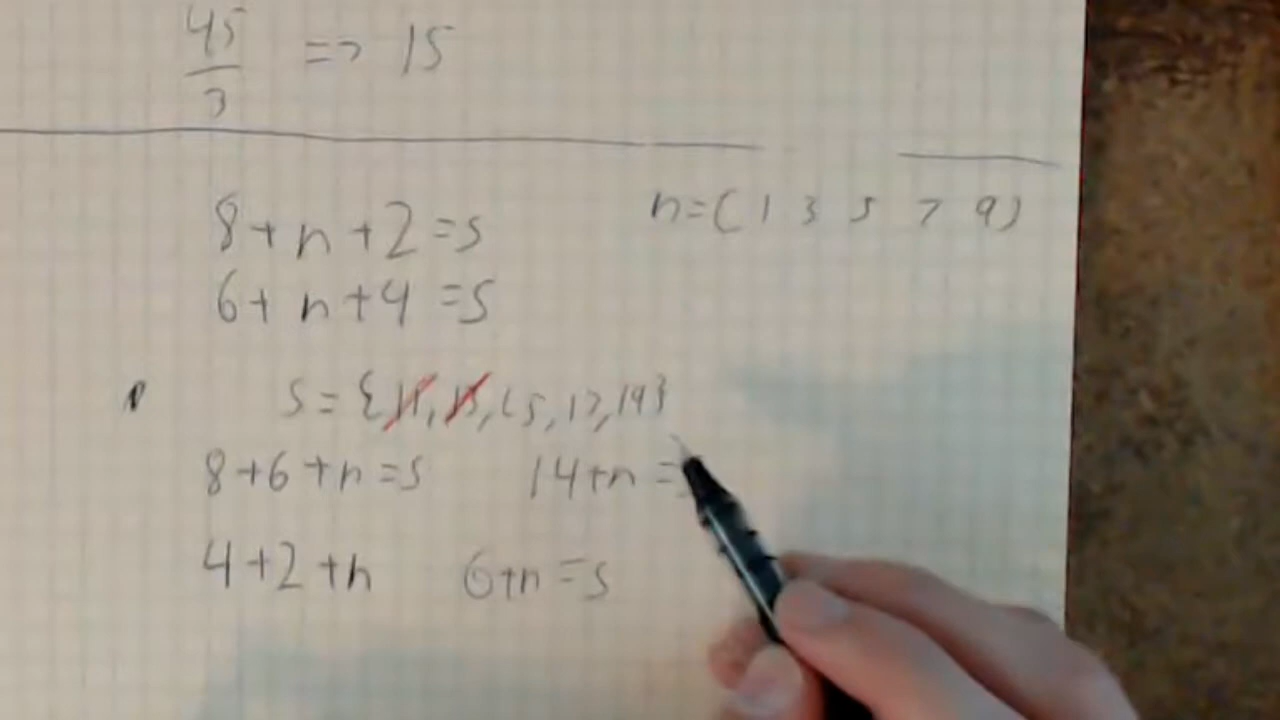 45
— => 15
3
8+n+2=s n=(1 3 5 7 9)
6+n+4=s
s={11,13,15,17,19}
8+6+n=s 14+n=s
4+2+n 6+n=s